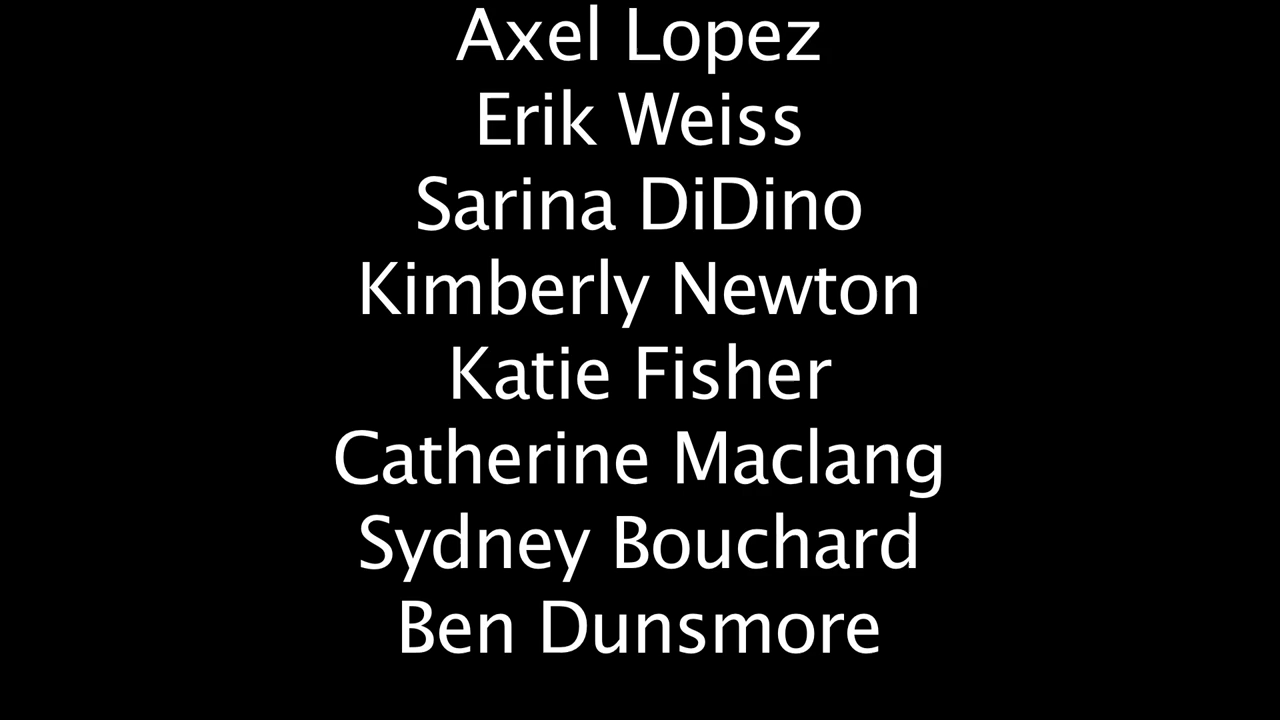 Axel Lopez
Erik Weiss
Sarina DiDino
Kimberly Newton
Katie Fisher
Catherine Maclang
Sydney Bouchard
Ben Dunsmore